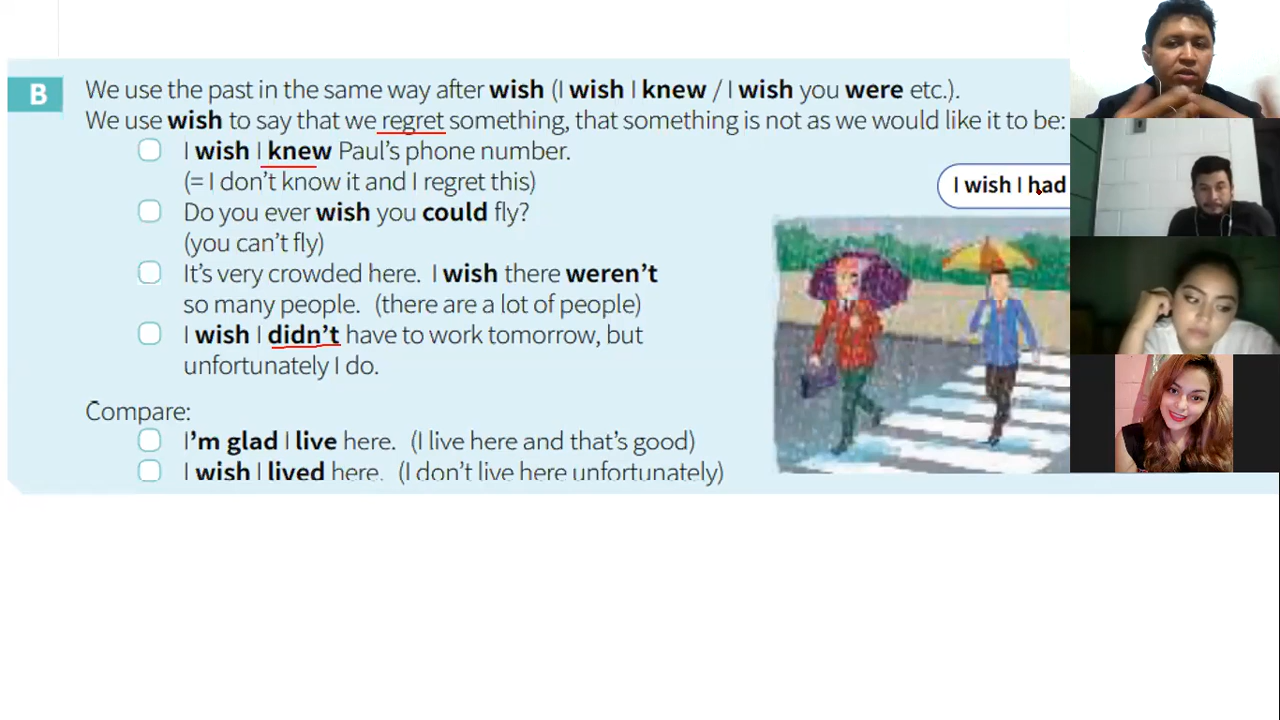 B
We use the past in the same way after wish (I wish I knew / I wish you were etc.).
We use wish to say that we regret something, that something is not as we would like it to be:
I wish I knew Paul's phone number.
(= I don't know it and I regret this)
I wish I had
Do you ever wish you could fly?
(you can't fly)
It's very crowded here. I wish there weren't
so many people. (there are a lot of people)
I wish I didn't have to work tomorrow, but
unfortunately I do.
Compare:
I'm glad I live here. (I live here and that's good)
I wish I lived here. (I don't live here unfortunately)